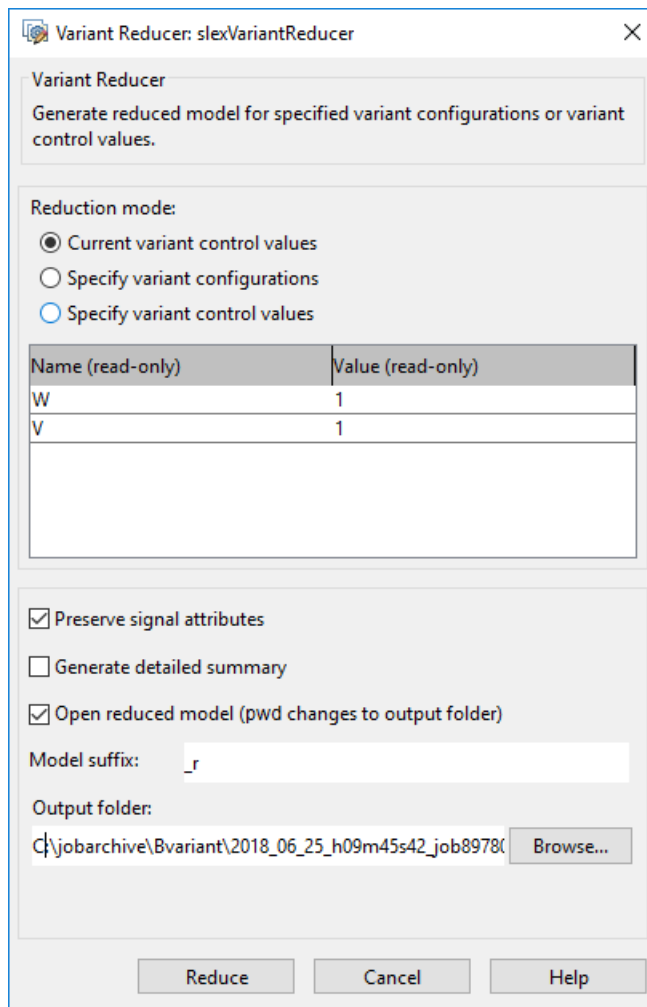 Variant Reducer: slexVariantReducer
Variant Reducer
Generate reduced model for specified variant configurations or variant
control values.
Reduction mode:
Current variant control values
Specify variant configurations
Specify variant control values
Name (read-only) Value (read-only)
W 1
V 1
Preserve signal attributes
Generate detailed summary
Open reduced model (pwd changes to output folder)
Model suffix: _r
Output folder:
C:\jobarchive\Bvariant\2018_06_25_h09m45s42_job89780 Browse...
Reduce Cancel Help